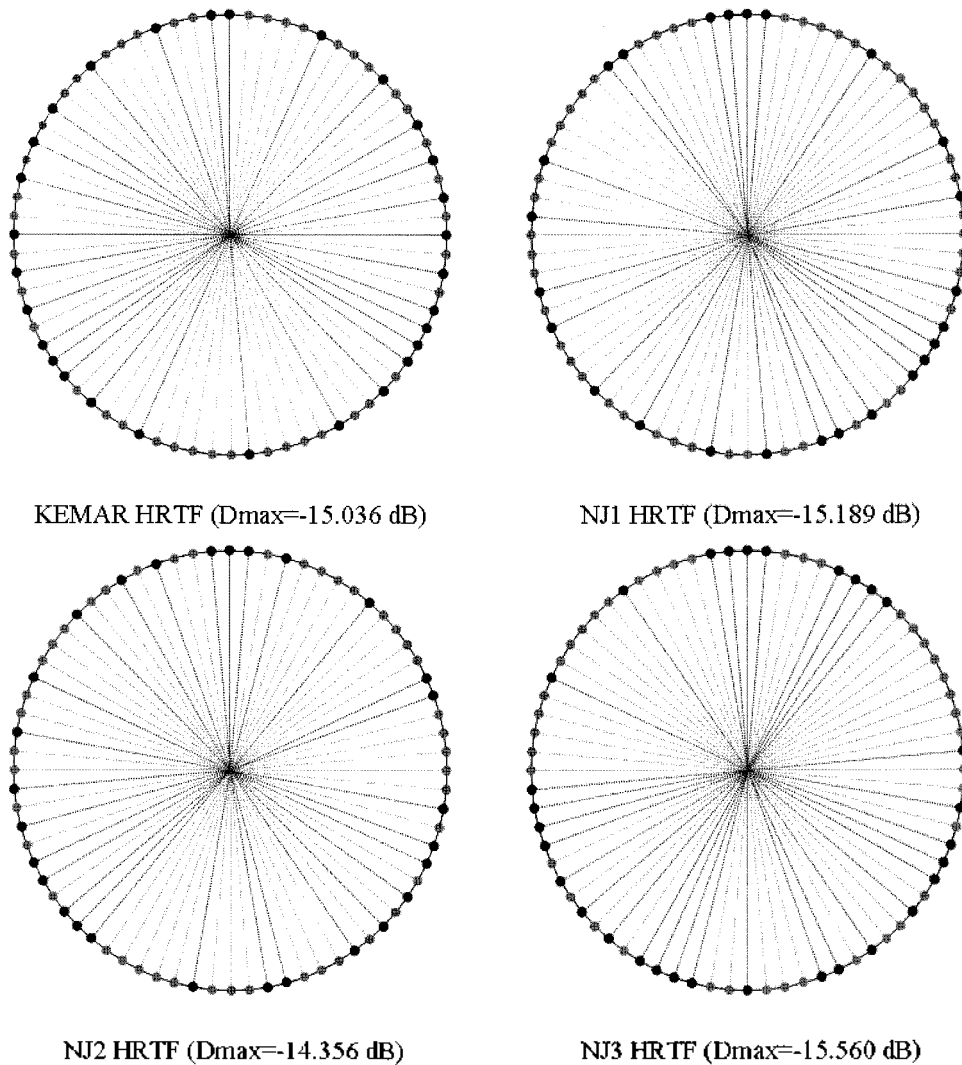 KEMAR HRTF (Dmax=-15.036 dB)
NJ1 HRTF (Dmax=-15.189 dB)
NJ2 HRTF (Dmax=-14.356 dB)
NJ3 HRTF (Dmax=-15.560 dB)